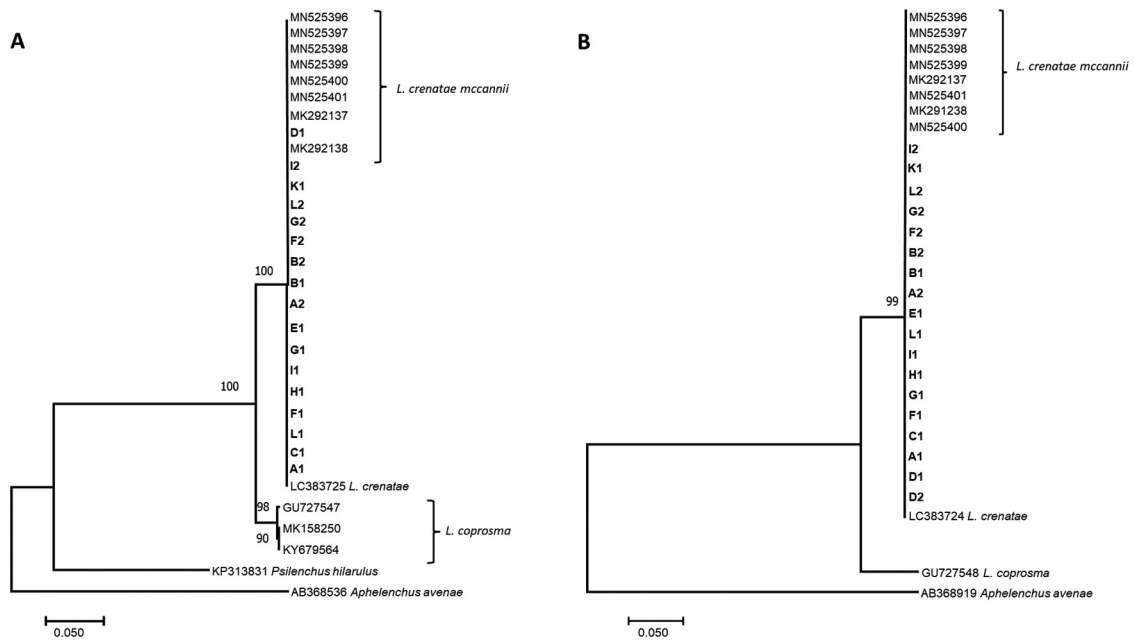 A
MN525396
MN525397
MN525398
MN525399
MN525400
MN525401
MK292137
D1
MK292138
L. crenatae mccannii
I2
K1
L2
G2
F2
B2
B1
A2
E1
G1
I1
H1
F1
L1
C1
A1
LC383725 L. crenatae
GU727547
MK158250
KY679564
L. coprosma
KP313831 Psilenchus hilarulus
AB368536 Aphelenchus avenae
100
100
98
90
0.050
B
MN525396
MN525397
MN525398
MN525399
MK292137
MN525401
MK291238
MN525400
L. crenatae mccannii
I2
K1
L2
G2
F2
B2
B1
A2
E1
L1
I1
H1
G1
F1
C1
A1
D1
D2
LC383724 L. crenatae
GU727548 L. coprosma
AB368919 Aphelenchus avenae
99
0.050